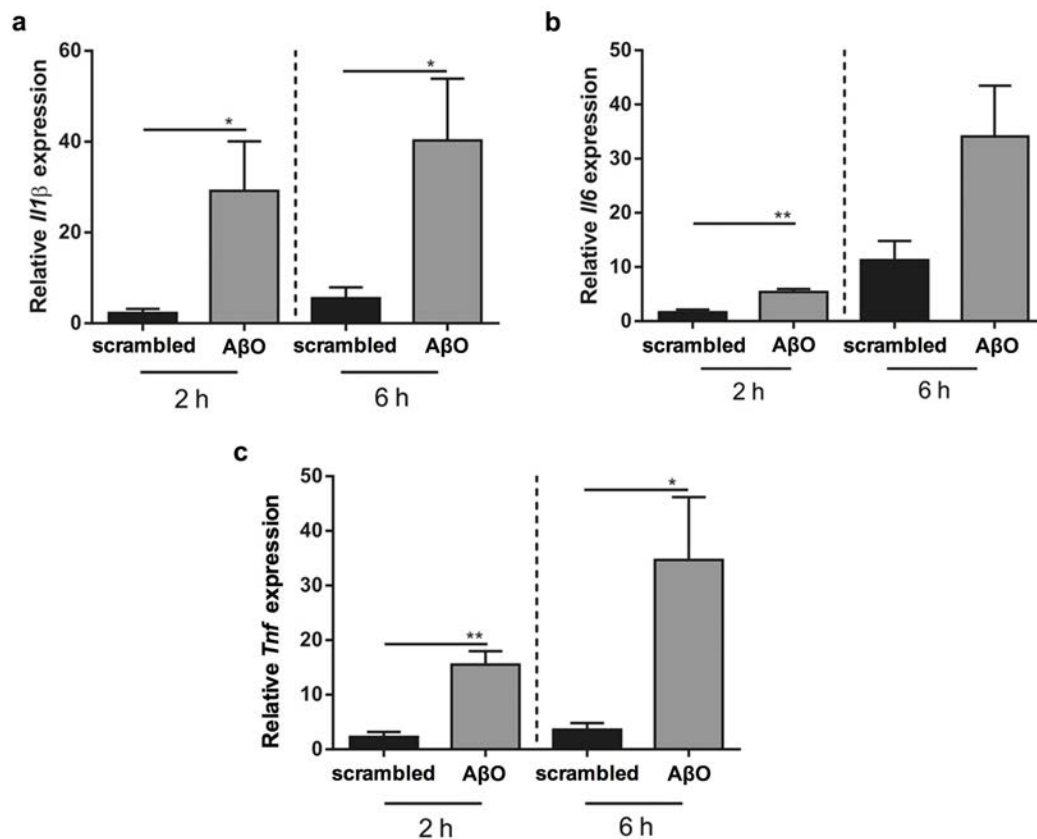 a
Relative Il1β expression
60
40
20
0
*
*
scrambled AβO scrambled AβO
2 h 6 h
b
Relative Il6 expression
50
40
30
20
10
0
**
scrambled AβO scrambled AβO
2 h 6 h
c
Relative Tnf expression
50
40
30
20
10
0
**
*
scrambled AβO scrambled AβO
2 h 6 h